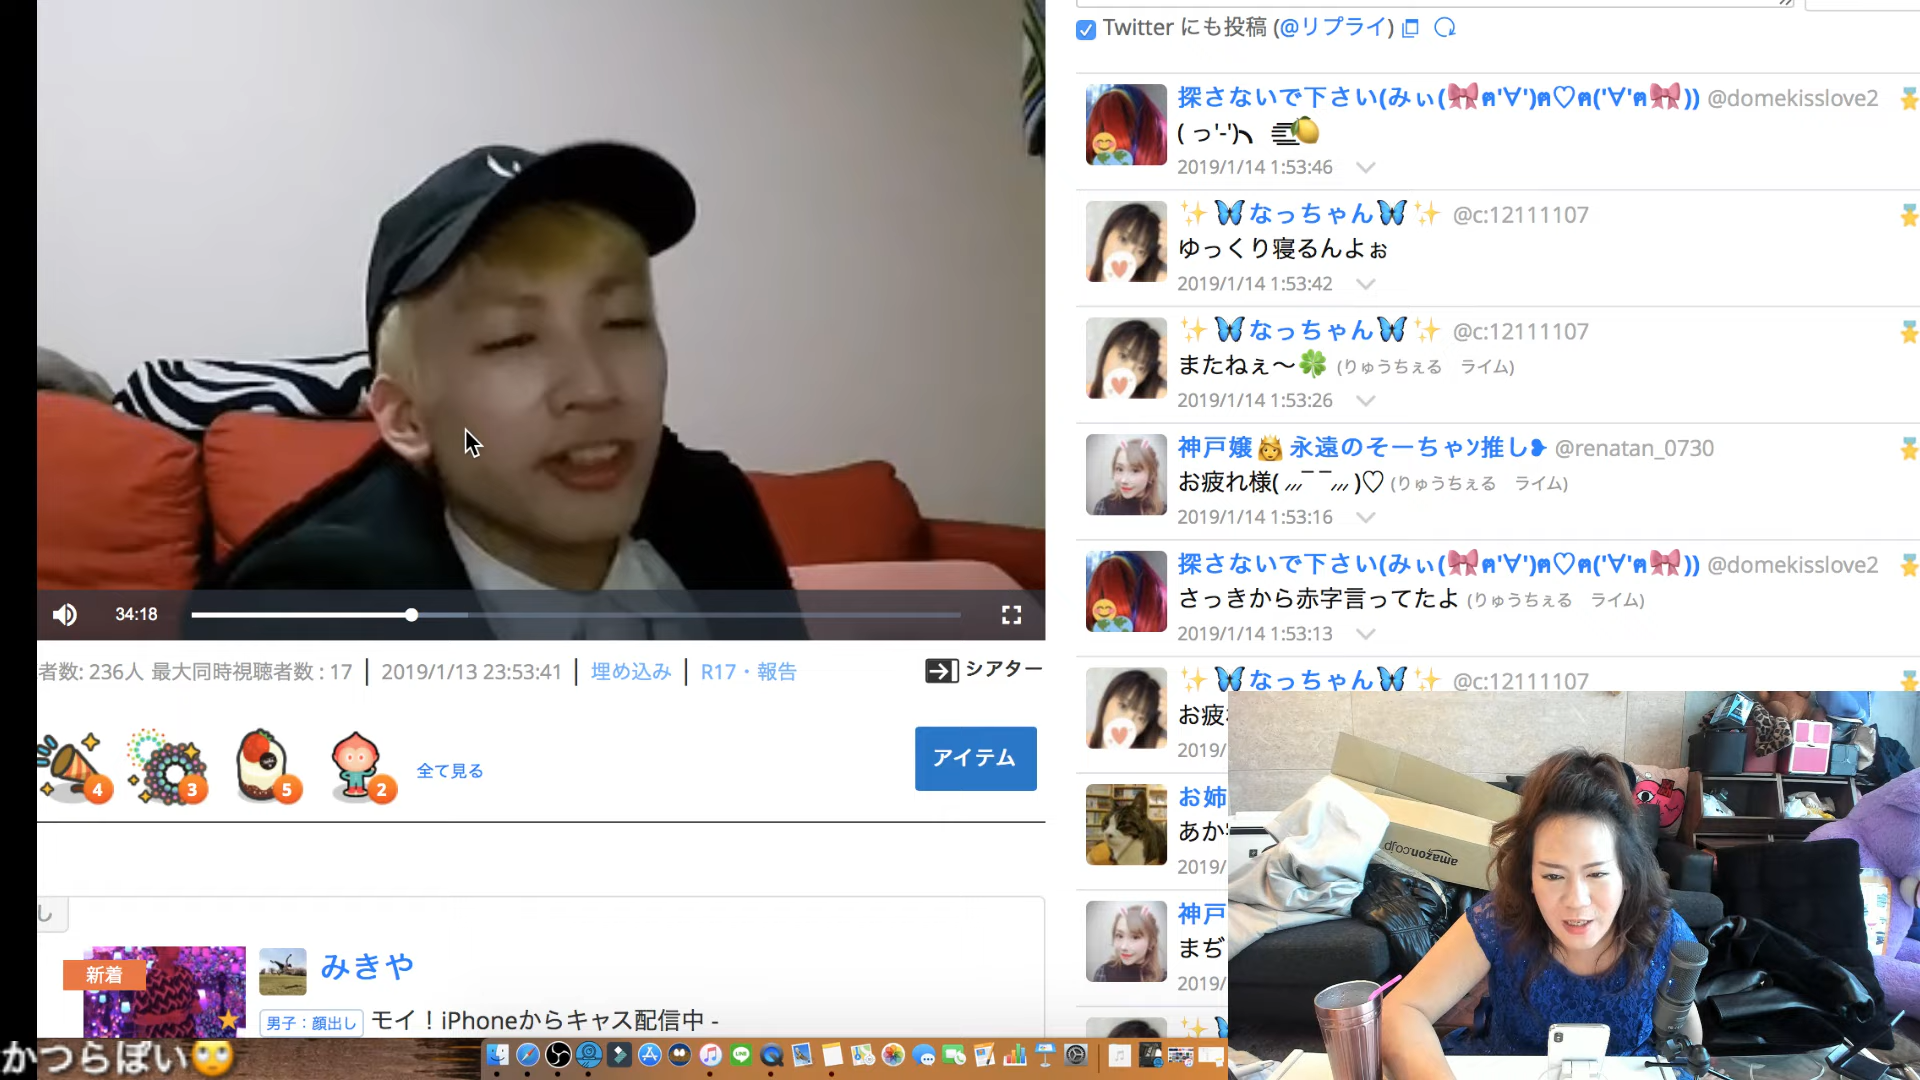 Twitter にも投稿 (@リプライ)
探さないで下さい(みぃ(🎀ฅ'∀')ฅ♡ฅ('∀'ฅ🎀)) @domekisslove2
( っ'-')╮ =͟͟͞͞🍋
2019/1/14 1:53:46
✨🦋なっちゃん🦋✨ @c:12111107
ゆっくり寝るんよぉ
2019/1/14 1:53:42
✨🦋なっちゃん🦋✨ @c:12111107
またねぇ〜🍀 (りゅうちぇる　ライム)
2019/1/14 1:53:26
神戸嬢👸 永遠のそーちゃン推し❥ @renatan_0730
お疲れ様( ⸝⸝⸝¯ ¯⸝⸝⸝ )♡ (りゅうちぇる　ライム)
2019/1/14 1:53:16
探さないで下さい(みぃ(🎀ฅ'∀')ฅ♡ฅ('∀'ฅ🎀)) @domekisslove2
さっきから赤字言ってたよ (りゅうちぇる　ライム)
2019/1/14 1:53:13
✨🦋なっちゃん🦋✨ @c:12111107
お疲
2019/
お姉
あか
2019/
神戸
まぢ
2019/
34:18
者数: 236人 最大同時視聴者数 : 17 | 2019/1/13 23:53:41 | 埋め込み | R17・報告
シアター
4 3 5 2 全て見る
アイテム
し
新着
みきや
男子：顔出し モイ！iPhoneからキャス配信中 -
かつらぽい🙄
amazon.co.jp